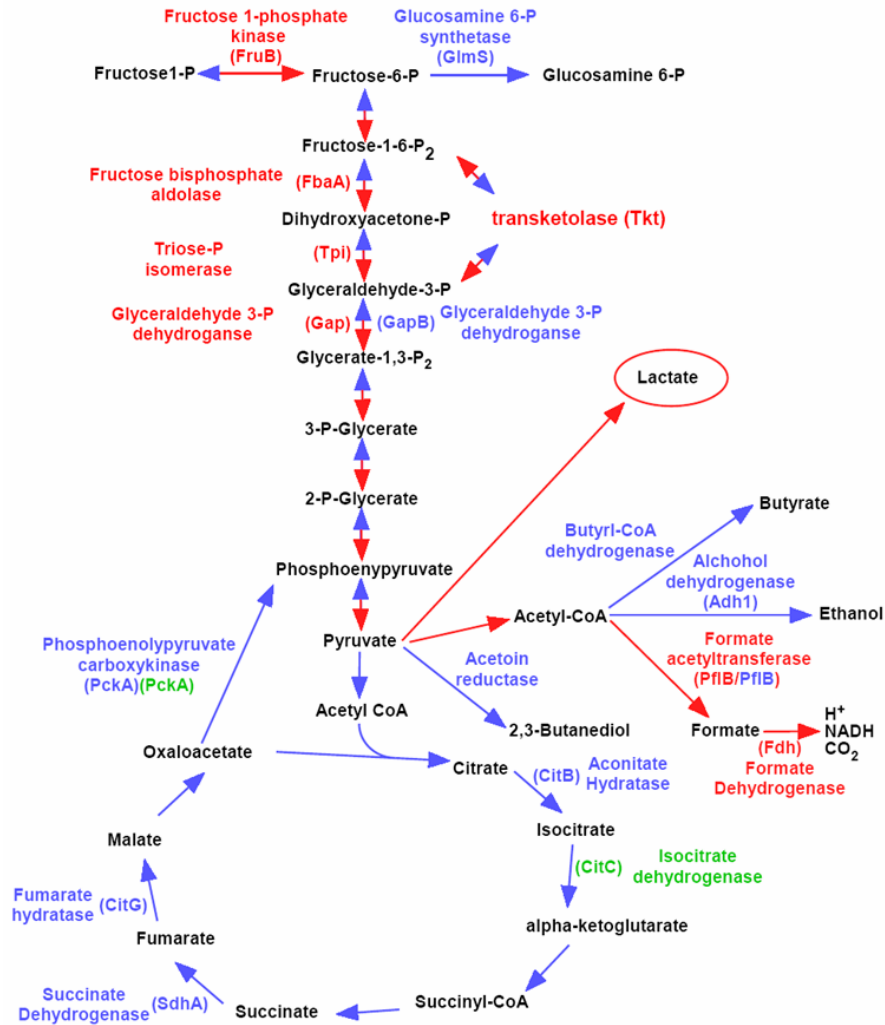 Fructose 1-phosphate
kinase
(FruB)
Glucosamine 6-P
synthetase
(GlmS)
Fructose1-P
Fructose-6-P
Glucosamine 6-P
Fructose-1-6-P2
Fructose bisphosphate
aldolase
(FbaA)
Dihydroxyacetone-P
transketolase (Tkt)
Triose-P
isomerase
(Tpi)
Glyceraldehyde-3-P
Glyceraldehyde 3-P
dehydroganse
(Gap)
(GapB)
Glyceraldehyde 3-P
dehydroganse
Glycerate-1,3-P2
Lactate
3-P-Glycerate
2-P-Glycerate
Butyrate
Butyrl-CoA
dehydrogenase
Phosphoenypyruvate
Alchohol
dehydrogenase
(Adh1)
Acetyl-CoA
Ethanol
Pyruvate
Phosphoenolypyruvate
carboxykinase
(PckA)(PckA)
Acetoin
reductase
Formate
acetyltransferase
(PflB/PflB)
Acetyl CoA
2,3-Butanediol
Formate
H+
NADH
CO2
(Fdh)
Formate
Dehydrogenase
Oxaloacetate
Citrate
(CitB)
Aconitate
Hydratase
Malate
Isocitrate
(CitC)
Isocitrate
dehydrogenase
Fumarate
hydratase
(CitG)
Fumarate
alpha-ketoglutarate
Succinate
Dehydrogenase
(SdhA)
Succinate
Succinyl-CoA